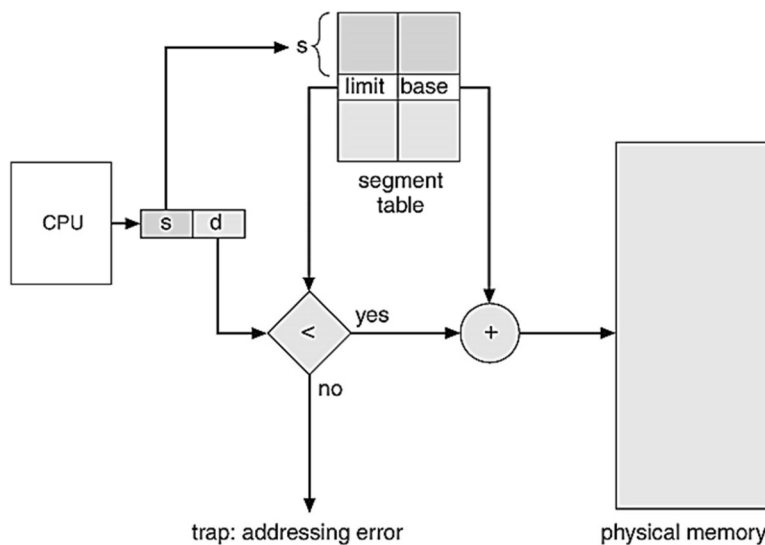 s
limit base
segment
table
CPU
s d
<
yes
+
no
trap: addressing error
physical memory